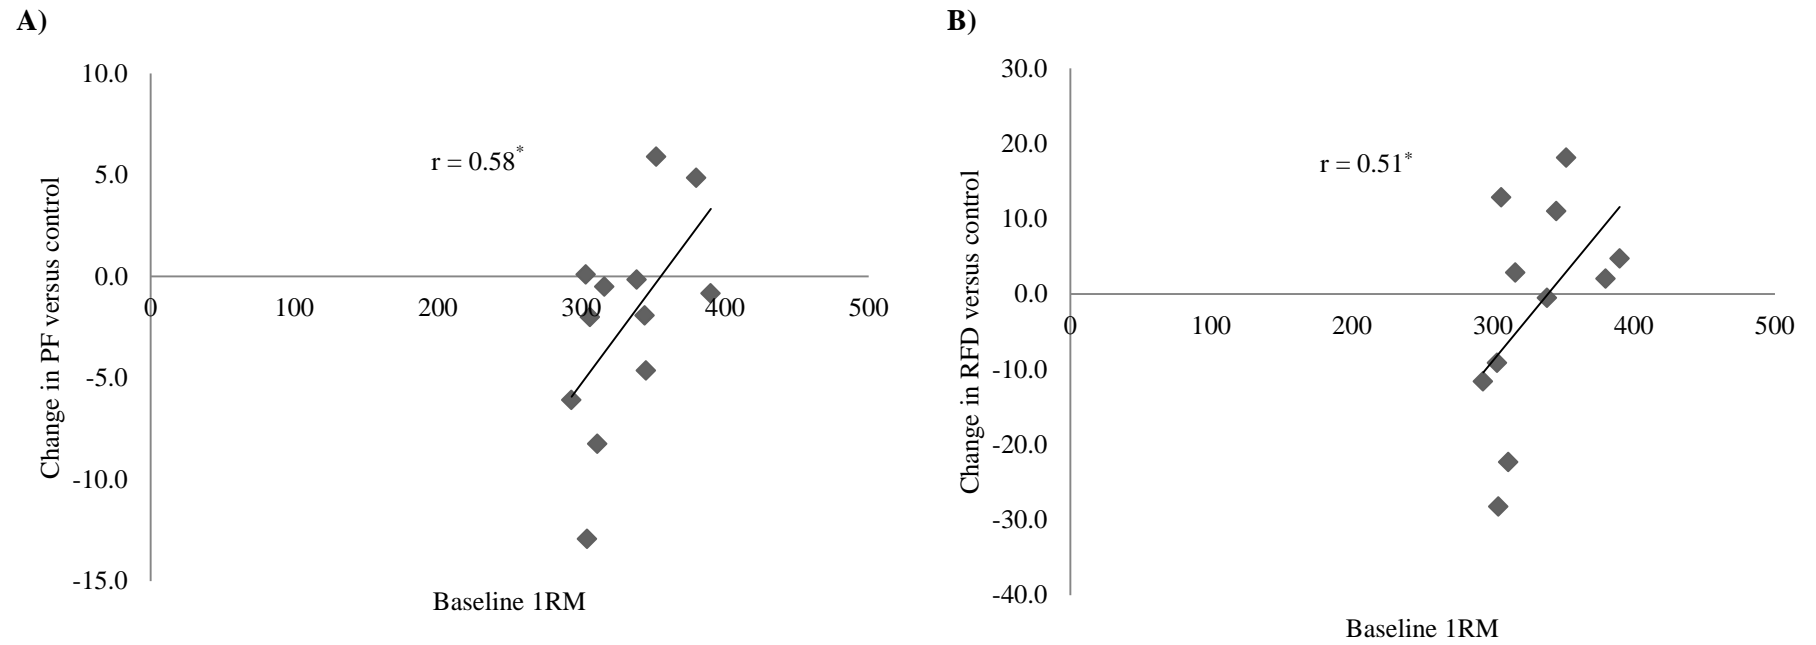 A)
10.0
5.0
0.0
-5.0
-10.0
-15.0
0 100 200 300 400 500
r = 0.58*
Change in PF versus control
Baseline 1RM
B)
30.0
20.0
10.0
0.0
-10.0
-20.0
-30.0
-40.0
0 100 200 300 400 500
r = 0.51*
Change in RFD versus control
Baseline 1RM